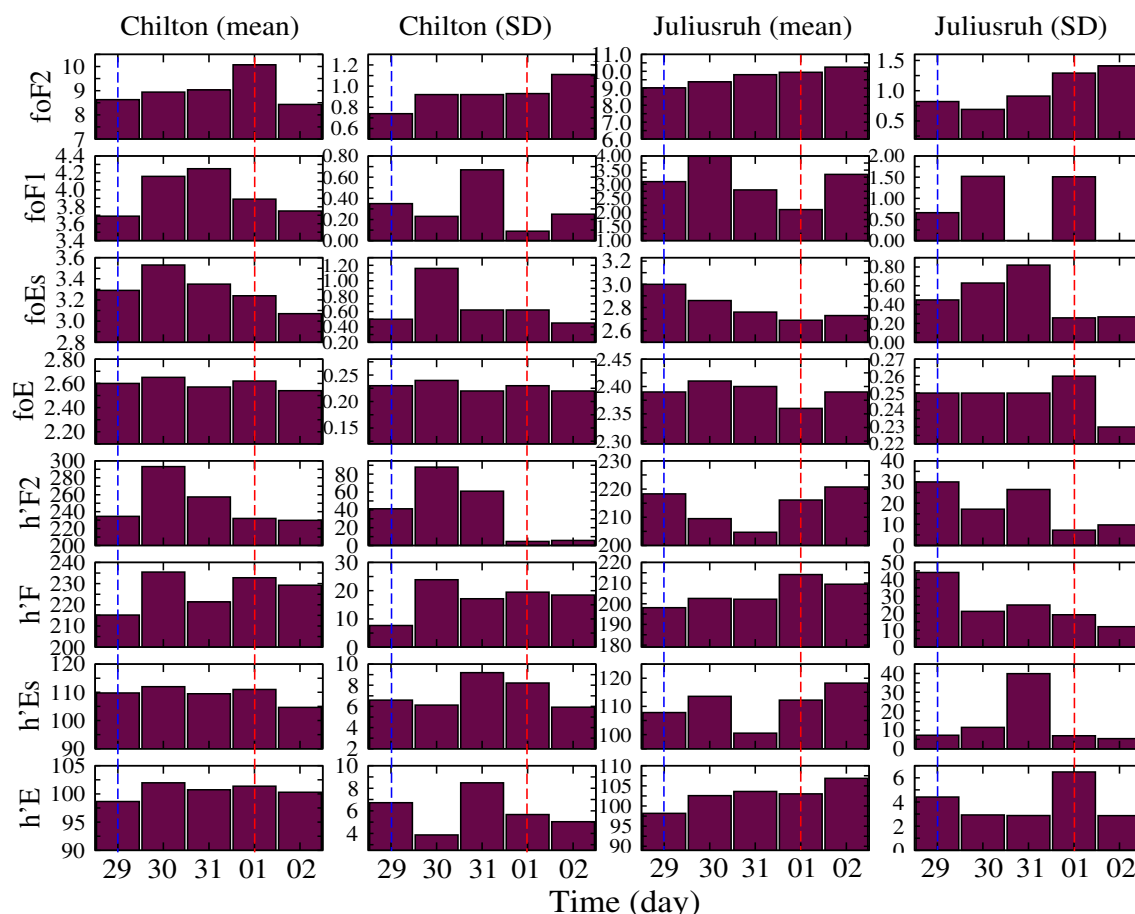 Chilton (mean) Chilton (SD) Juliusruh (mean) Juliusruh (SD)
foF2
10 9 8 7
1.2 1.0 0.8 0.6
11.0 10.0 9.0 8.0 7.0 6.0
1.5 1.0 0.5
foF1
4.4 4.2 4.0 3.8 3.6 3.4
0.80 0.60 0.40 0.20 0.00
4.00 3.50 3.00 2.50 2.00 1.50 1.00
2.00 1.50 1.00 0.50 0.00
foEs
3.6 3.4 3.2 3.0 2.8
1.20 1.00 0.80 0.60 0.40 0.20
3.2 3.0 2.8 2.6
0.80 0.60 0.40 0.20 0.00
foE
2.80 2.60 2.40 2.20
0.25 0.20 0.15
2.45 2.40 2.35 2.30
0.27 0.26 0.25 0.24 0.23 0.22
h'F2
300 280 260 240 220 200
80 60 40 20 0
230 220 210 200
40 30 20 10 0
h'F
240 230 220 210 200
30 20 10 0
220 210 200 190 180
50 40 30 20 10 0
h'Es
120 110 100 90
10 8 6 4 2
120 110 100
40 30 20 10 0
h'E
105 100 95 90
10 8 6 4
110 105 100 95 90
6 4 2 0
29 30 31 01 02 29 30 31 01 02 29 30 31 01 02 29 30 31 01 02
Time (day)